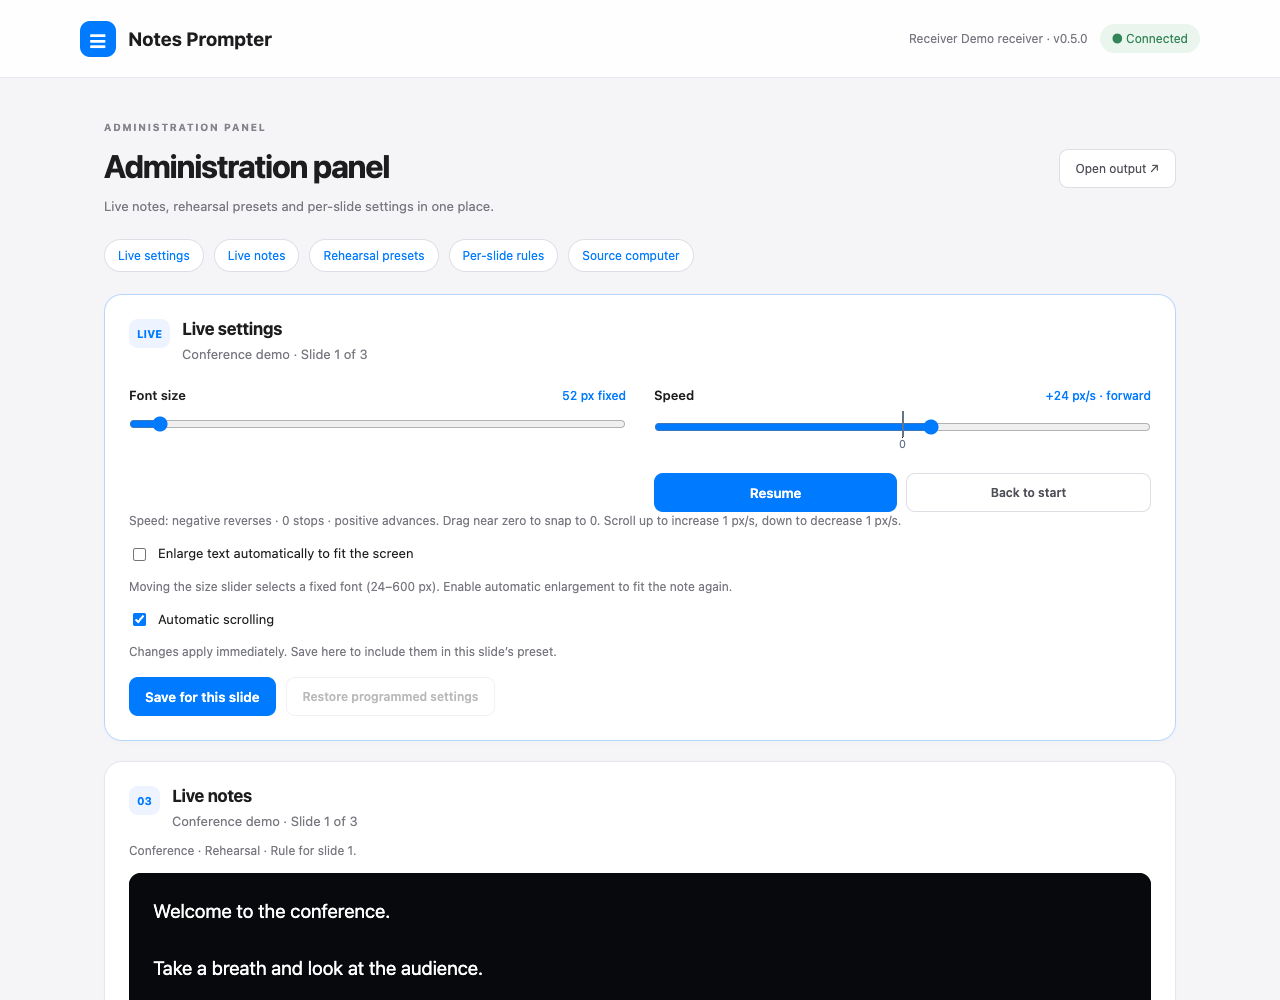 Notes Prompter
Receiver Demo receiver · v0.5.0
Connected
ADMINISTRATION PANEL
Administration panel
Open output ↗
Live notes, rehearsal presets and per-slide settings in one place.
Live settings
Live notes
Rehearsal presets
Per-slide rules
Source computer
LIVE
Live settings
Conference demo · Slide 1 of 3
Font size
52 px fixed
Speed
+24 px/s · forward
0
Resume
Back to start
Speed: negative reverses · 0 stops · positive advances. Drag near zero to snap to 0. Scroll up to increase 1 px/s, down to decrease 1 px/s.
Enlarge text automatically to fit the screen
Moving the size slider selects a fixed font (24–600 px). Enable automatic enlargement to fit the note again.
Automatic scrolling
Changes apply immediately. Save here to include them in this slide’s preset.
Save for this slide
Restore programmed settings
03
Live notes
Conference demo · Slide 1 of 3
Conference · Rehearsal · Rule for slide 1.
Welcome to the conference.
Take a breath and look at the audience.